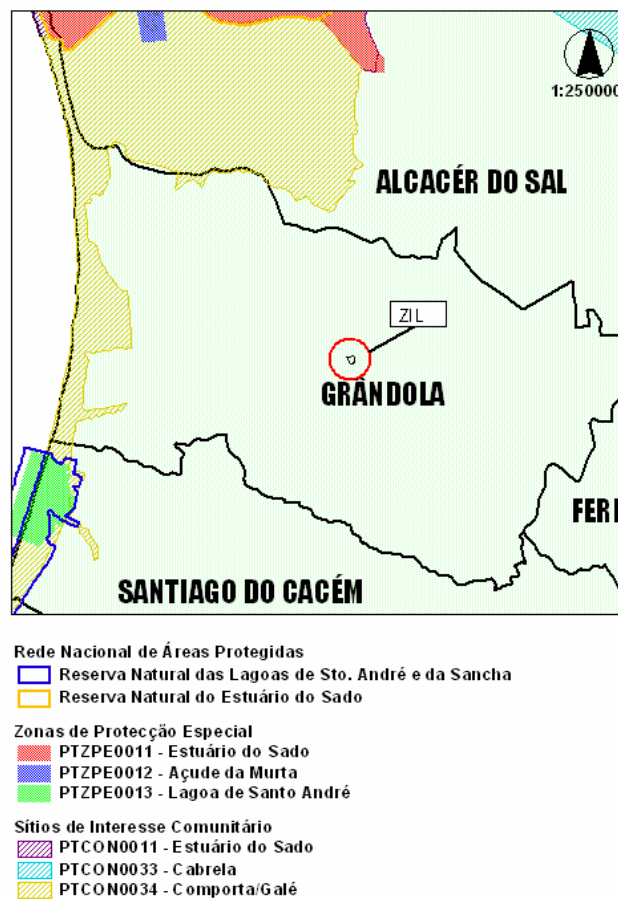 1:250000
ALCACÉR DO SAL
ZIL
GRÂNDOLA
FERI
SANTIAGO DO CACÉM
Rede Nacional de Áreas Protegidas
Reserva Natural das Lagoas de Sto. André e da Sancha
Reserva Natural do Estuário do Sado
Zonas de Protecção Especial
PTZPE0011 - Estuário do Sado
PTZPE0012 - Açude da Murta
PTZPE0013 - Lagoa de Santo André
Sítios de Interesse Comunitário
PTCON0011 - Estuário do Sado
PTCON0033 - Cabrela
PTCON0034 - Comporta/Galé